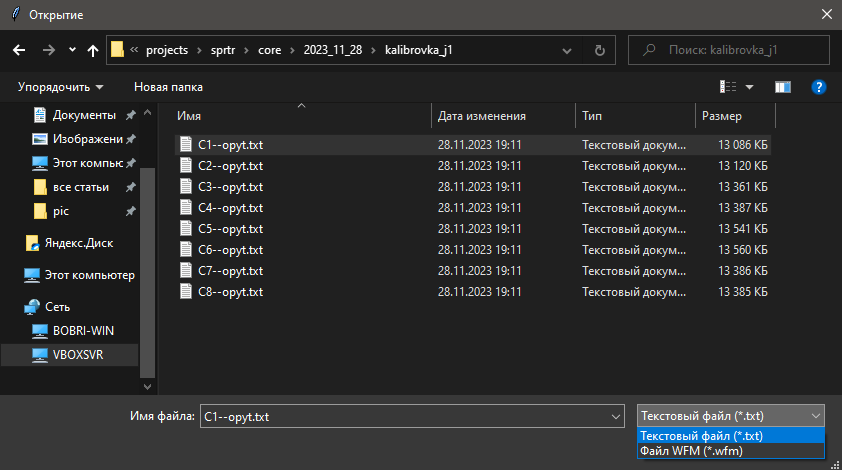 Открытие
« projects › sprtr › core › 2023_11_28 › kalibrovka_j1
Поиск: kalibrovka_j1
Упорядочить Новая папка ?
Документы
Изображени
Этот компьюс
все статьи
pic
Яндекс.Диск
Этот компьютер
Сеть
BOBRI-WIN
VBOXSVR
Имя Дата изменения Тип Размер
C1--opyt.txt 28.11.2023 19:11 Текстовый докум... 13 086 КБ
C2--opyt.txt 28.11.2023 19:11 Текстовый докум... 13 120 КБ
C3--opyt.txt 28.11.2023 19:11 Текстовый докум... 13 361 КБ
C4--opyt.txt 28.11.2023 19:11 Текстовый докум... 13 387 КБ
C5--opyt.txt 28.11.2023 19:11 Текстовый докум... 13 541 КБ
C6--opyt.txt 28.11.2023 19:11 Текстовый докум... 13 560 КБ
C7--opyt.txt 28.11.2023 19:11 Текстовый докум... 13 386 КБ
C8--opyt.txt 28.11.2023 19:11 Текстовый докум... 13 385 КБ
Имя файла: C1--opyt.txt Текстовый файл (*.txt)
Текстовый файл (*.txt)
Файл WFM (*.wfm)